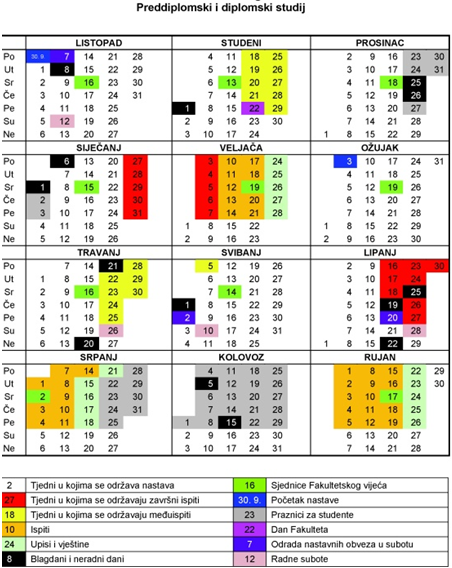 Preddiplomski i diplomski studij
LISTOPAD STUDENI PROSINAC
Po 30. 9. 7 14 21 28 4 11 18 25 2 9 16 23 30
Ut 1 8 15 22 29 5 12 19 26 3 10 17 24 31
Sr 2 9 16 23 30 6 13 20 27 4 11 18 25
Če 3 10 17 24 31 7 14 21 28 5 12 19 26
Pe 4 11 18 25 1 8 15 22 29 6 13 20 27
Su 5 12 19 26 2 9 16 23 30 7 14 21 28
Ne 6 13 20 27 3 10 17 24 1 8 15 22 29
SIJEČANJ VELJAČA OŽUJAK
Po 6 13 20 27 3 10 17 24 3 10 17 24 31
Ut 7 14 21 28 4 11 18 25 4 11 18 25
Sr 1 8 15 22 29 5 12 19 26 5 12 19 26
Če 2 9 16 23 30 6 13 20 27 6 13 20 27
Pe 3 10 17 24 31 7 14 21 28 7 14 21 28
Su 4 11 18 25 1 8 15 22 1 8 15 22 29
Ne 5 12 19 26 2 9 16 23 2 9 16 23 30
TRAVANJ SVIBANJ LIPANJ
Po 7 14 21 28 5 12 19 26 2 9 16 23 30
Ut 1 8 15 22 29 6 13 20 27 3 10 17 24
Sr 2 9 16 23 30 7 14 21 28 4 11 18 25
Če 3 10 17 24 1 8 15 22 29 5 12 19 26
Pe 4 11 18 25 2 9 16 23 30 6 13 20 27
Su 5 12 19 26 3 10 17 24 31 7 14 21 28
Ne 6 13 20 27 4 11 18 25 1 8 15 22 29
SRPANJ KOLOVOZ RUJAN
Po 7 14 21 28 4 11 18 25 1 8 15 22 29
Ut 1 8 15 22 29 5 12 19 26 2 9 16 23 30
Sr 2 9 16 23 30 6 13 20 27 3 10 17 24
Če 3 10 17 24 31 7 14 21 28 4 11 18 25
Pe 4 11 18 25 1 8 15 22 29 5 12 19 26
Su 5 12 19 26 2 9 16 23 30 6 13 20 27
Ne 6 13 20 27 3 10 17 24 31 7 14 21 28
2 Tjedni u kojima se održava nastava 16 Sjednice Fakultetskog vijeća
27 Tjedni u kojima se održavaju završni ispiti 30. 9. Početak nastave
18 Tjedni u kojima se održavaju međuispiti 23 Praznici za studente
10 Ispiti 22 Dan Fakulteta
24 Upisi i vještine 7 Odrada nastavnih obveza u subotu
8 Blagdani i neradni dani 12 Radne subote